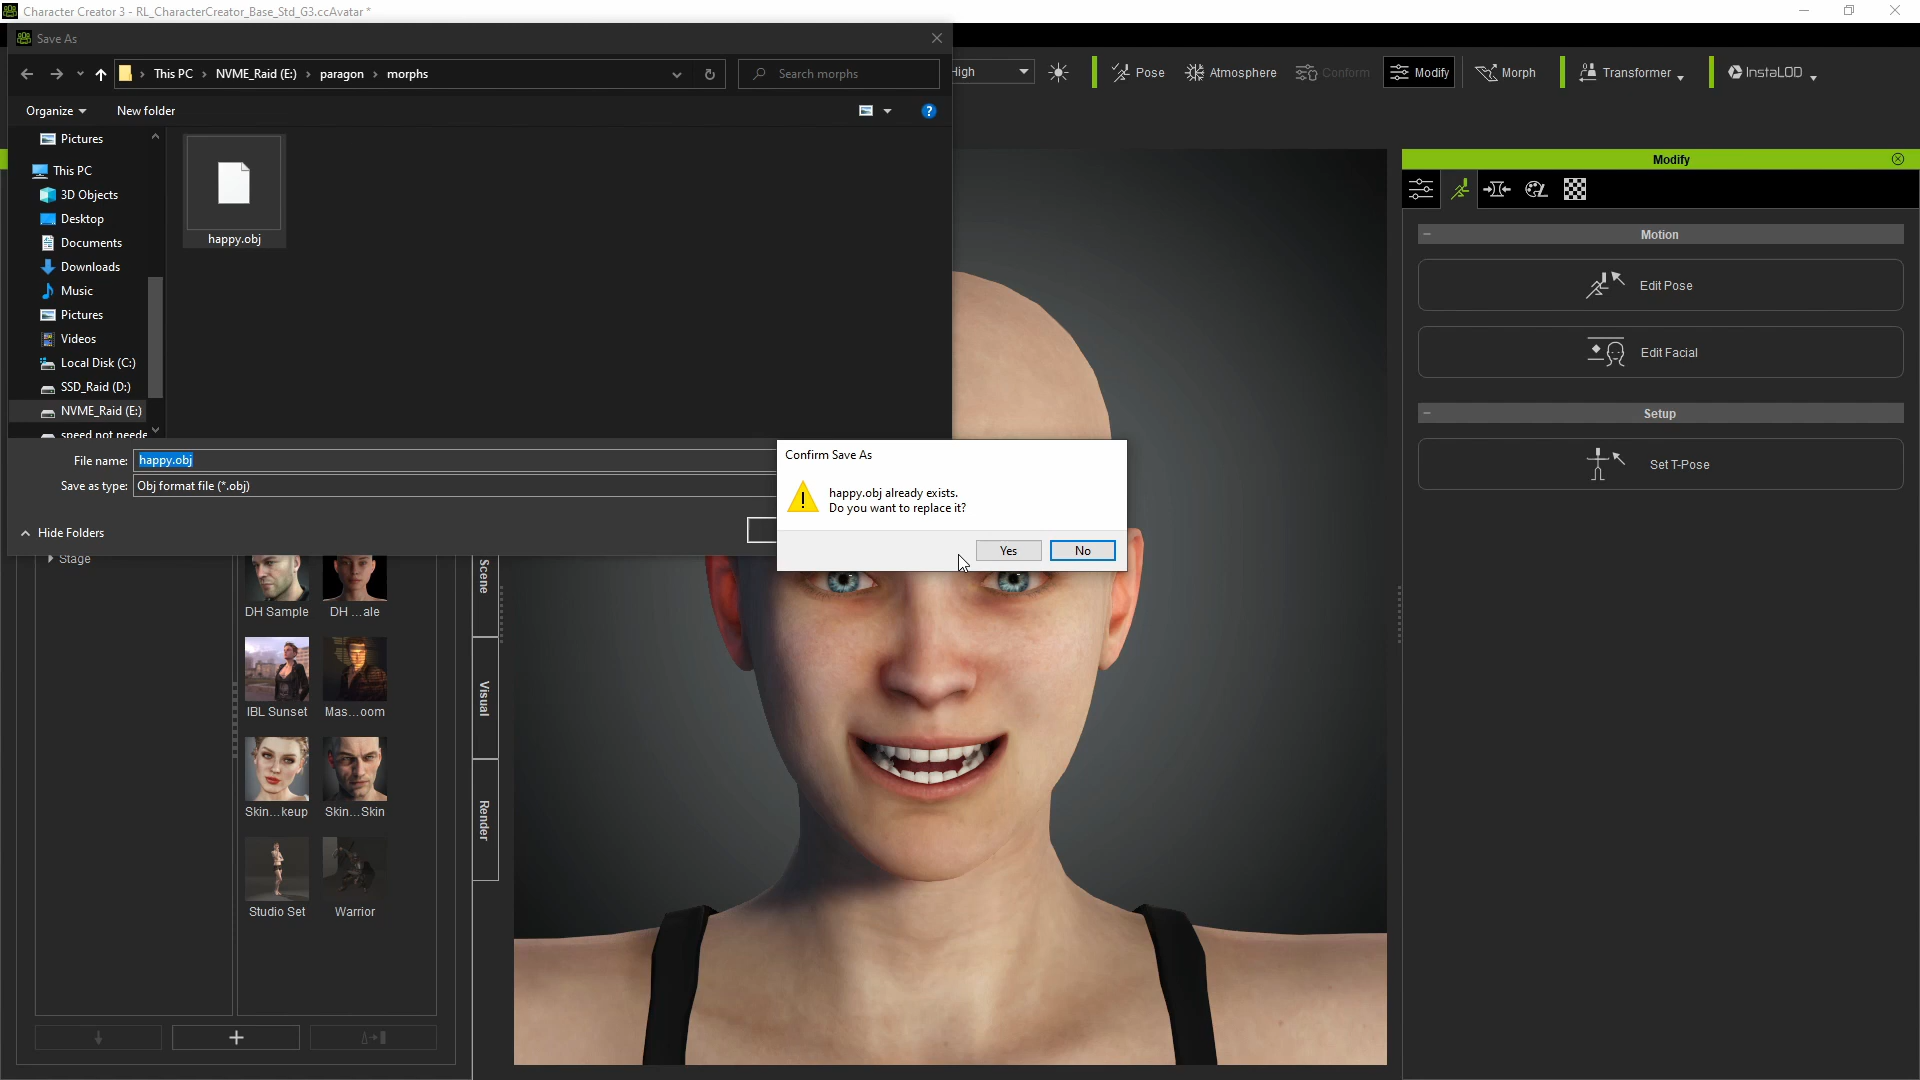 Character Creator 3 - RL_CharacterCreator_Base_Std_G3.ccAvatar *
Save As
This PC > NVME_Raid (E:) > paragon > morphs
Search morphs
High
Pose
Atmosphere
Conform
Modify
Morph
Transformer
InstaLOD
Organize
New folder
Pictures
This PC
3D Objects
Desktop
Documents
Downloads
Music
Pictures
Videos
Local Disk (C:)
SSD_Raid (D:)
NVME_Raid (E:)
speed not neede
happy.obj
File name: happy.obj
Save as type: Obj format file (*.obj)
Hide Folders
Confirm Save As
happy.obj already exists.
Do you want to replace it?
Yes
No
Stage
DH Sample
DH ...ale
IBL Sunset
Mas...oom
Skin...keup
Skin...Skin
Studio Set
Warrior
Scene
Visual
Render
Modify
Motion
Edit Pose
Edit Facial
Setup
Set T-Pose